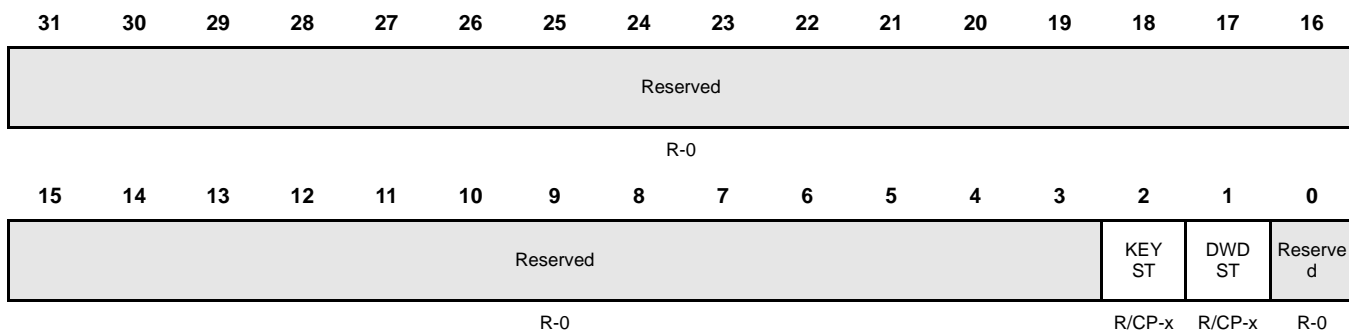 31 30 29 28 27 26 25 24 23 22 21 20 19 18 17 16
Reserved
R-0
15 14 13 12 11 10 9 8 7 6 5 4 3 2 1 0
Reserved KEY ST DWD ST Reserve d
R-0 R/CP-x R/CP-x R-0